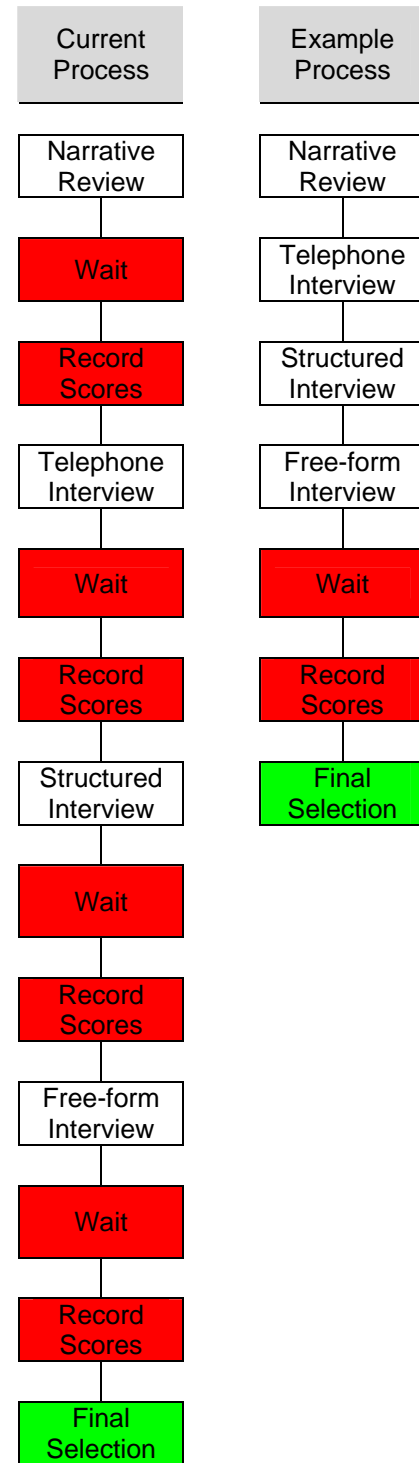 Current
Process
Narrative
Review
Wait
Record
Scores
Telephone
Interview
Wait
Record
Scores
Structured
Interview
Wait
Record
Scores
Free-form
Interview
Wait
Record
Scores
Final
Selection
Example
Process
Narrative
Review
Telephone
Interview
Structured
Interview
Free-form
Interview
Wait
Record
Scores
Final
Selection